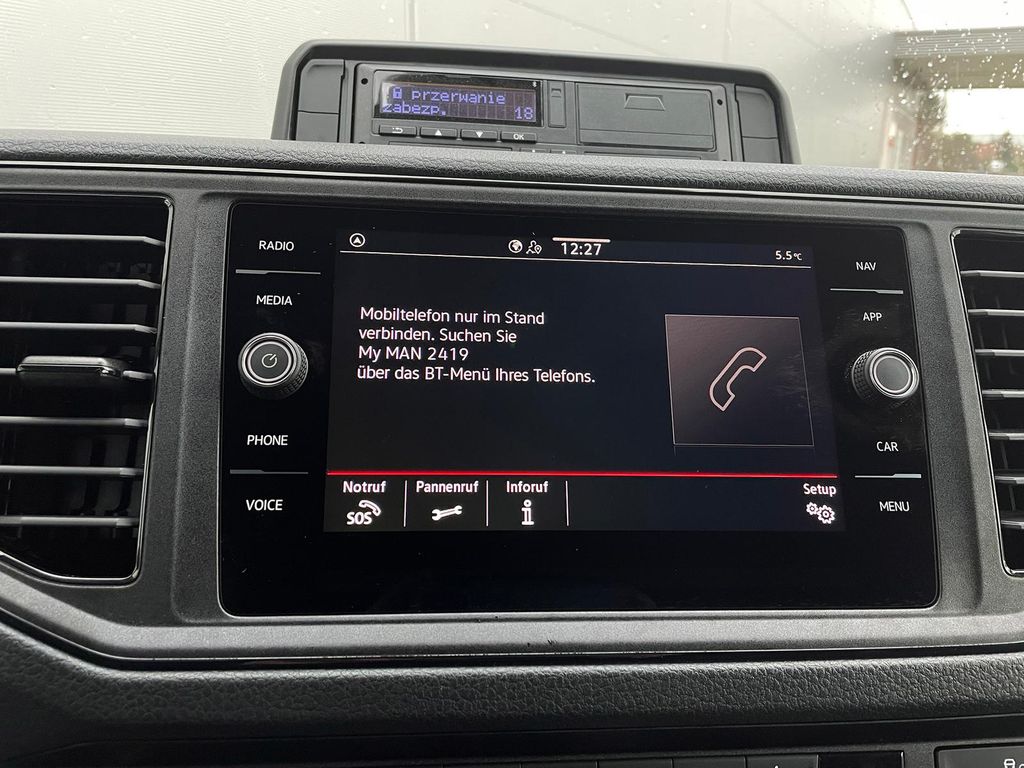 przerwanie
zabezp. 18
OK
RADIO
MEDIA
PHONE
VOICE
12:27
5.5°C
Mobiltelefon nur im Stand
verbinden. Suchen Sie
My MAN 2419
über das BT-Menü Ihres Telefons.
Notruf
SOS
Pannenruf
Inforuf
i
Setup
NAV
APP
CAR
MENU